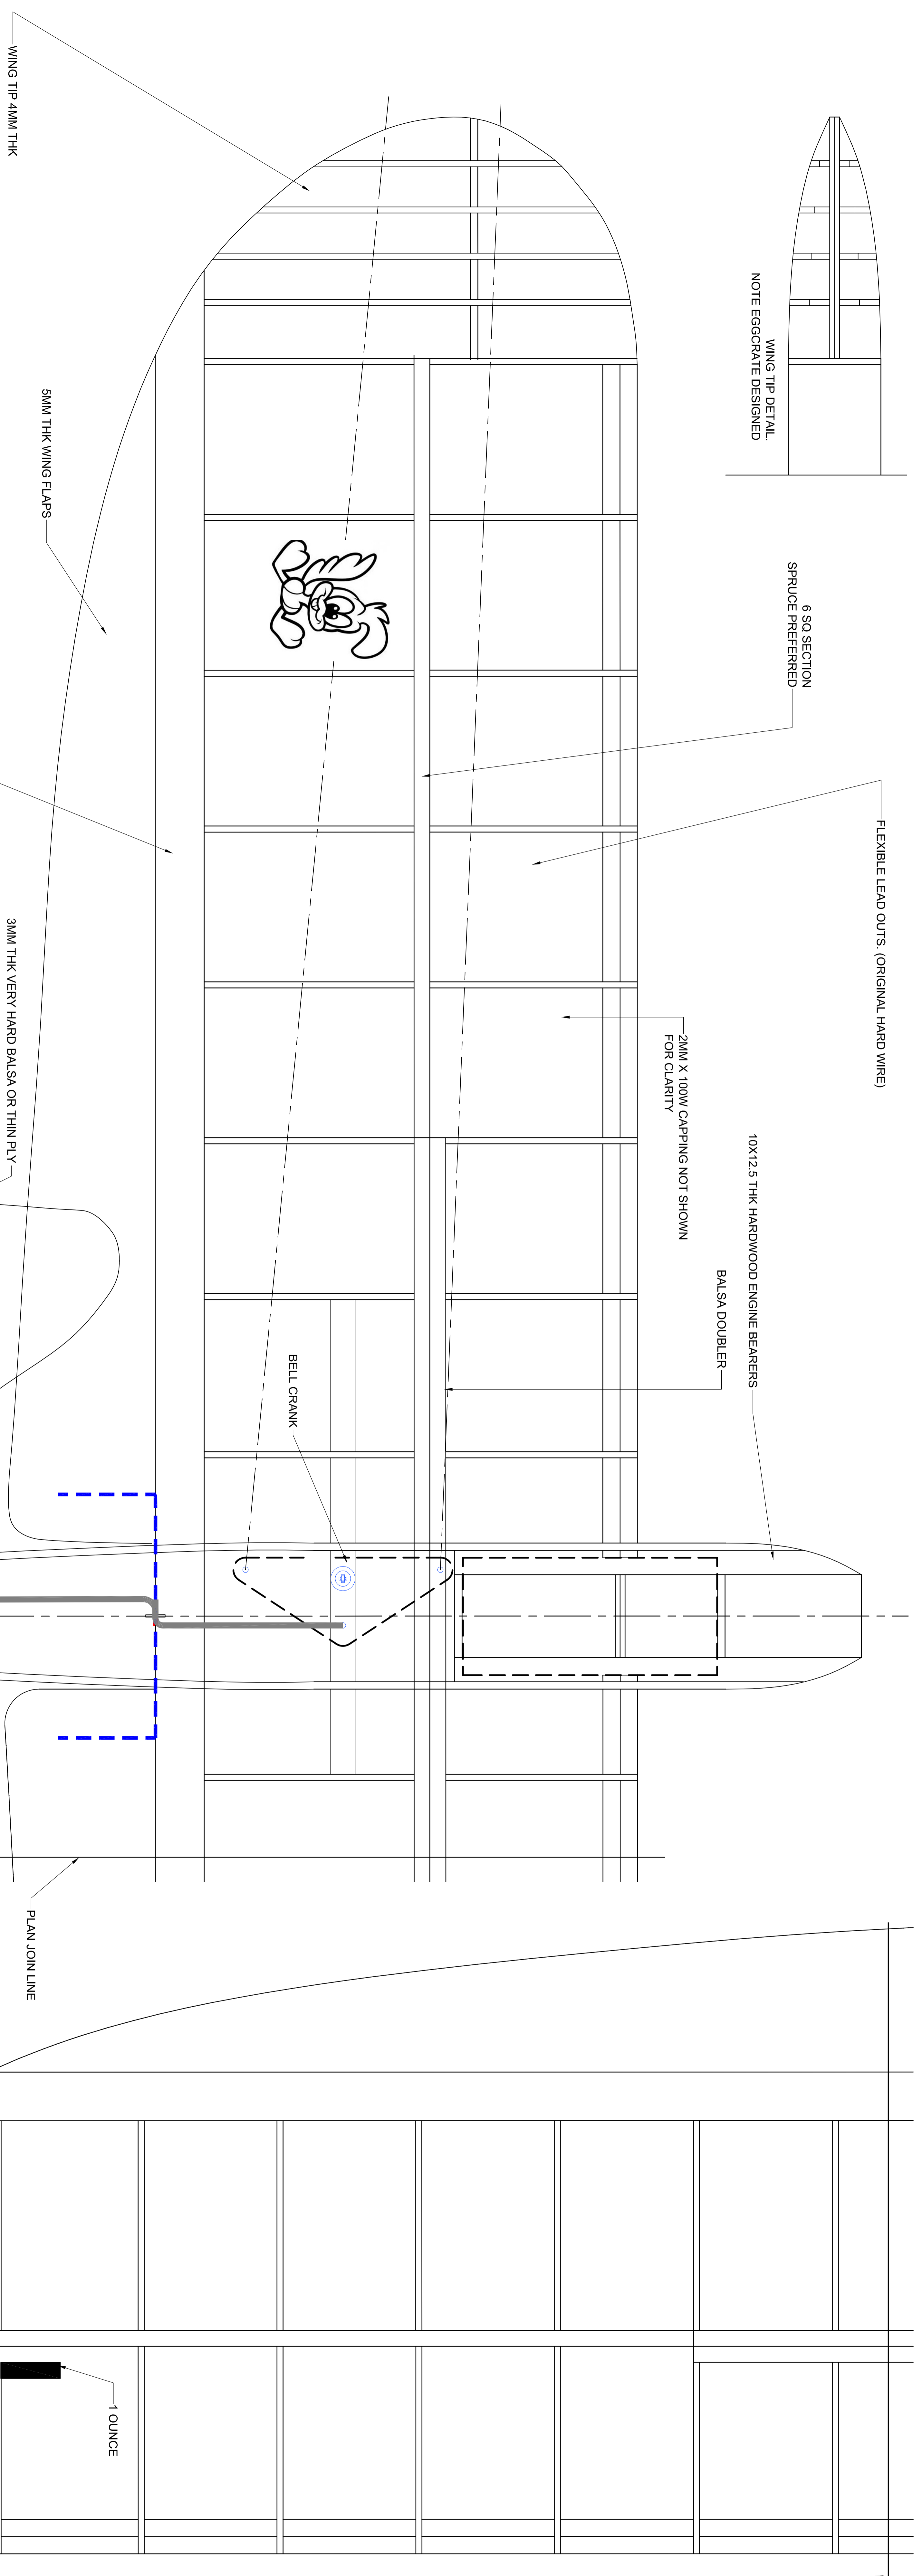 WING TIP 4MM THK
WING TIP DETAIL.
NOTE EGGCRATE DESIGNED
5MM THK WING FLAPS
6 SQ SECTION
SPRUCE PREFERRED
FLEXIBLE LEAD OUTS. (ORIGINAL HARD WIRE)
3MM THK VERY HARD BALSA OR THIN PLY
2MM X 100W CAPPING NOT SHOWN
FOR CLARITY
10X12.5 THK HARDWOOD ENGINE BEARERS
BALSA DOUBLER
BELL CRANK
PLAN JOIN LINE
1 OUNCE